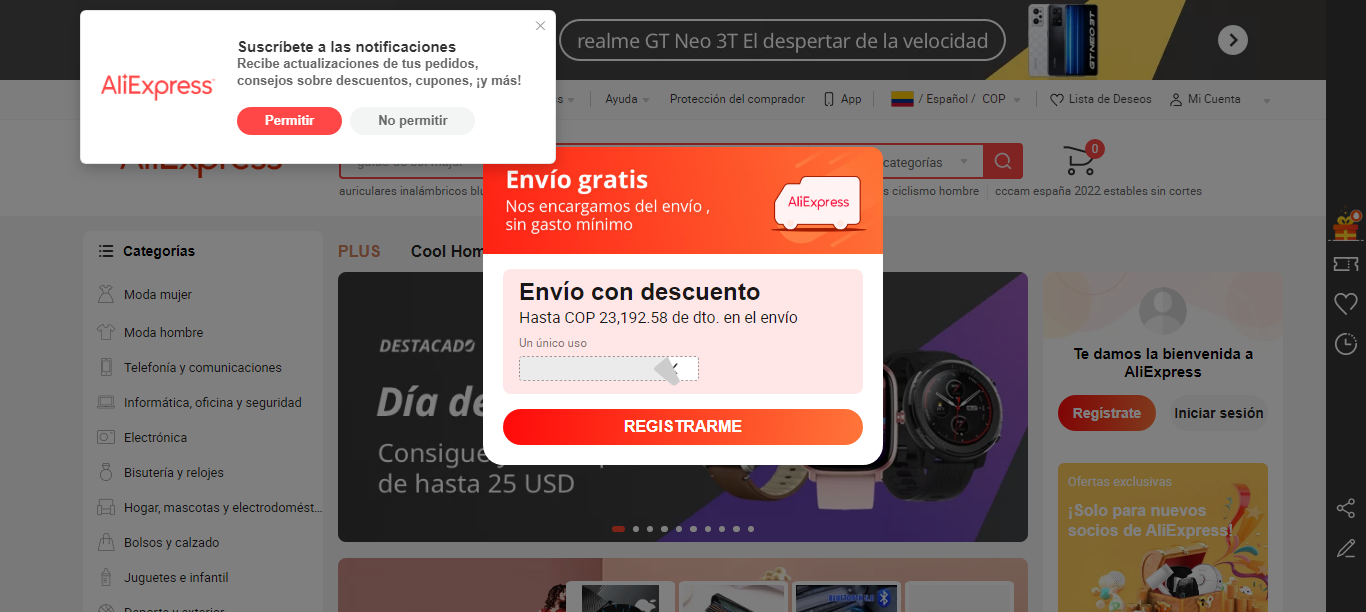 realme GT Neo 3T El despertar de la velocidad
GT NEO 3T
Suscríbete a las notificaciones
Recibe actualizaciones de tus pedidos,
consejos sobre descuentos, cupones, ¡y más!
AliExpress
Permitir
No permitir
Ayuda
Protección del comprador
App
/ Español / COP
Lista de Deseos
Mi Cuenta
AliExpress
categorías
0
auriculares inalámbricos blu
s ciclismo hombre
cccam españa 2022 estables sin cortes
Envío gratis
Nos encargamos del envío ,
sin gasto mínimo
AliExpress
Envío con descuento
Hasta COP 23,192.58 de dto. en el envío
Un único uso
REGISTRARME
Categorías
Moda mujer
Moda hombre
Telefonía y comunicaciones
Informática, oficina y seguridad
Electrónica
Bisutería y relojes
Hogar, mascotas y electrodomést...
Bolsos y calzado
Juguetes e infantil
Deporte y exterior
PLUS
Cool Hom
DESTACADO
Día de
Consigue
de hasta 25 USD
Te damos la bienvenida a
AliExpress
Regístrate
Iniciar sesión
Ofertas exclusivas
¡Solo para nuevos
socios de AliExpress!